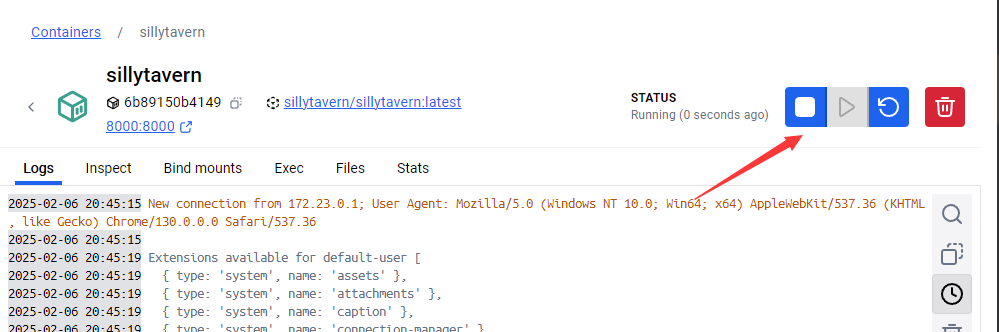 Containers / sillytavern
sillytavern
6b89150b4149 sillytavern/sillytavern:latest
8000:8000
STATUS
Running (0 seconds ago)
Logs Inspect Bind mounts Exec Files Stats
2025-02-06 20:45:15 New connection from 172.23.0.1; User Agent: Mozilla/5.0 (Windows NT 10.0; Win64; x64) AppleWebKit/537.36 (KHTML
, like Gecko) Chrome/130.0.0.0 Safari/537.36
2025-02-06 20:45:15
2025-02-06 20:45:19 Extensions available for default-user [
2025-02-06 20:45:19 { type: 'system', name: 'assets' },
2025-02-06 20:45:19 { type: 'system', name: 'attachments' },
2025-02-06 20:45:19 { type: 'system', name: 'caption' },
2025-02-06 20:45:19 { type: 'system', name: 'connection-manager' }